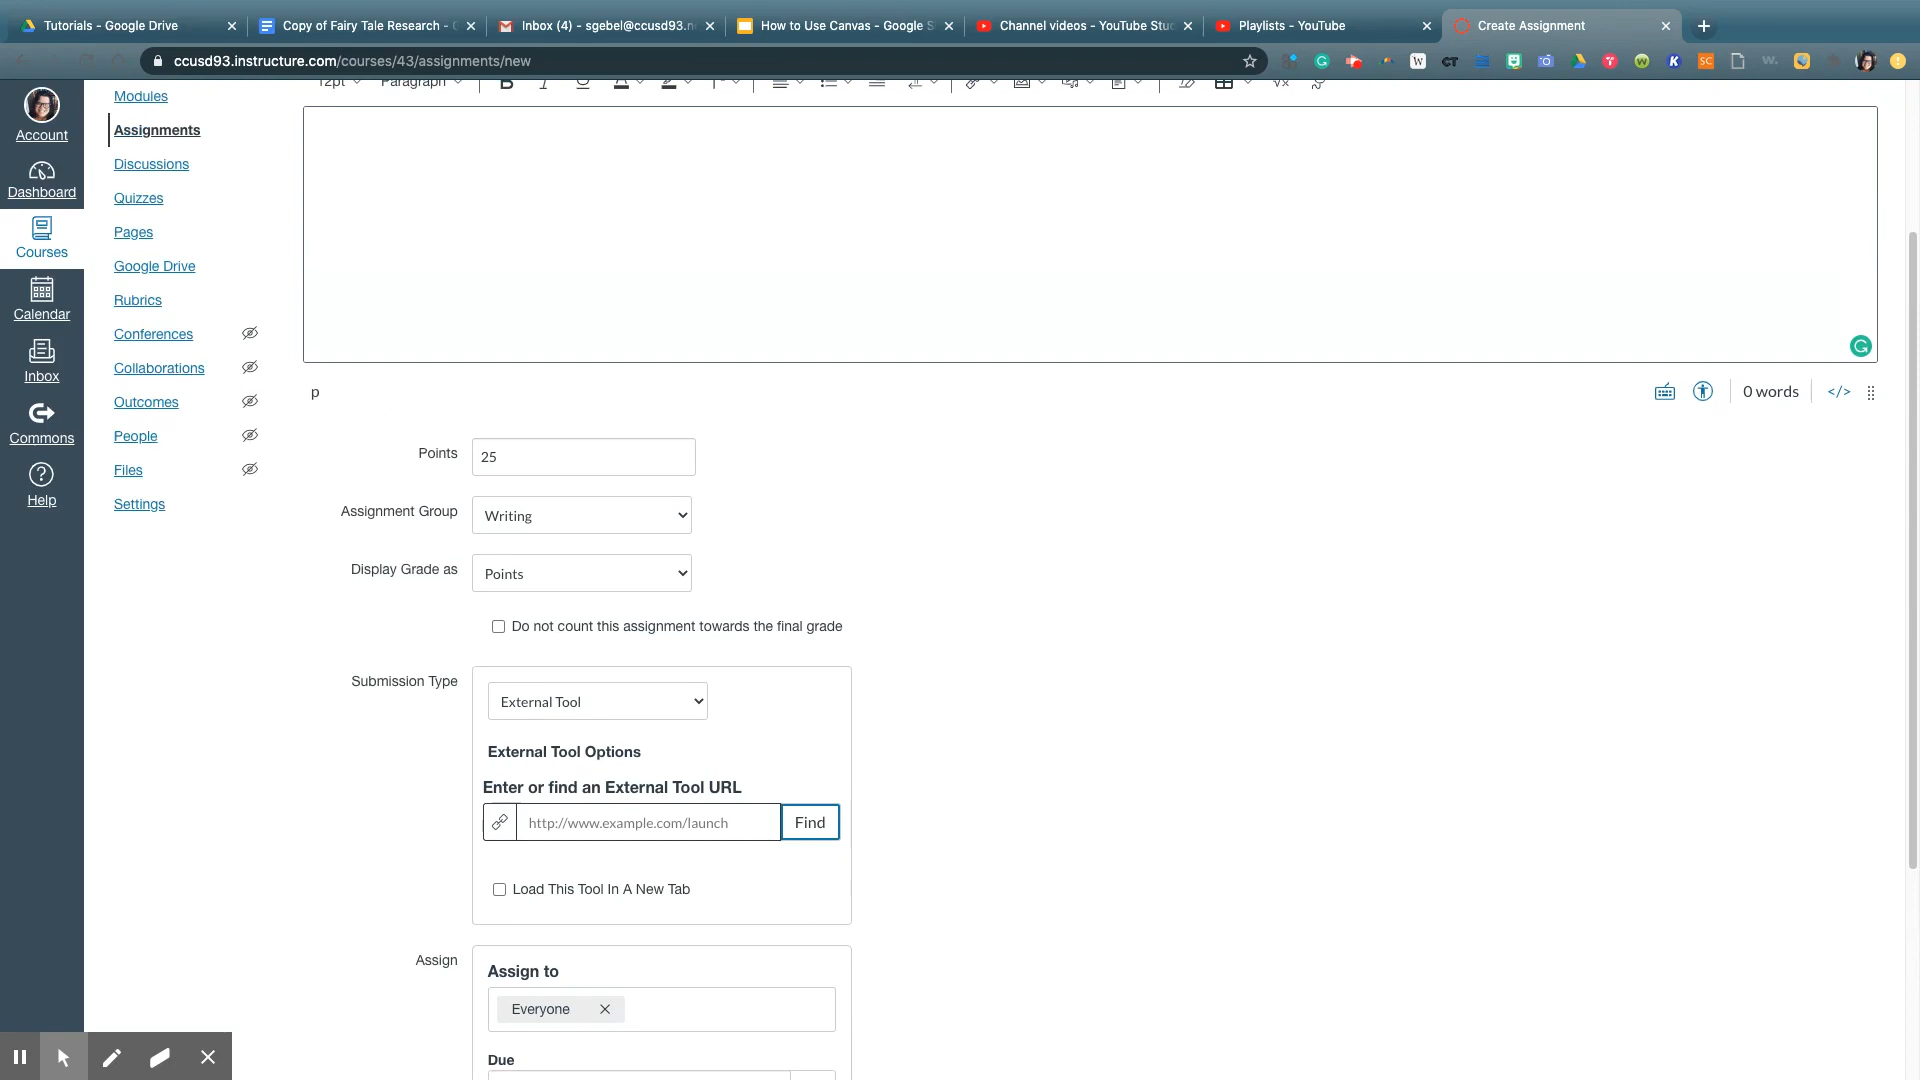 Tutorials - Google Drive
Copy of Fairy Tale Research -
Inbox (4) - sgebel@ccusd93.n
How to Use Canvas - Google S
Channel videos - YouTube Stu
Playlists - YouTube
Create Assignment
ccusd93.instructure.com/courses/43/assignments/new
12pt
Paragraph
Account
Dashboard
Courses
Calendar
Inbox
Commons
Help
Modules
Assignments
Discussions
Quizzes
Pages
Google Drive
Rubrics
Conferences
Collaborations
Outcomes
People
Files
Settings
p
0 words
</>
Points
25
Assignment Group
Writing
Display Grade as
Points
Do not count this assignment towards the final grade
Submission Type
External Tool
External Tool Options
Enter or find an External Tool URL
http://www.example.com/launch
Find
Load This Tool In A New Tab
Assign
Assign to
Everyone
Due